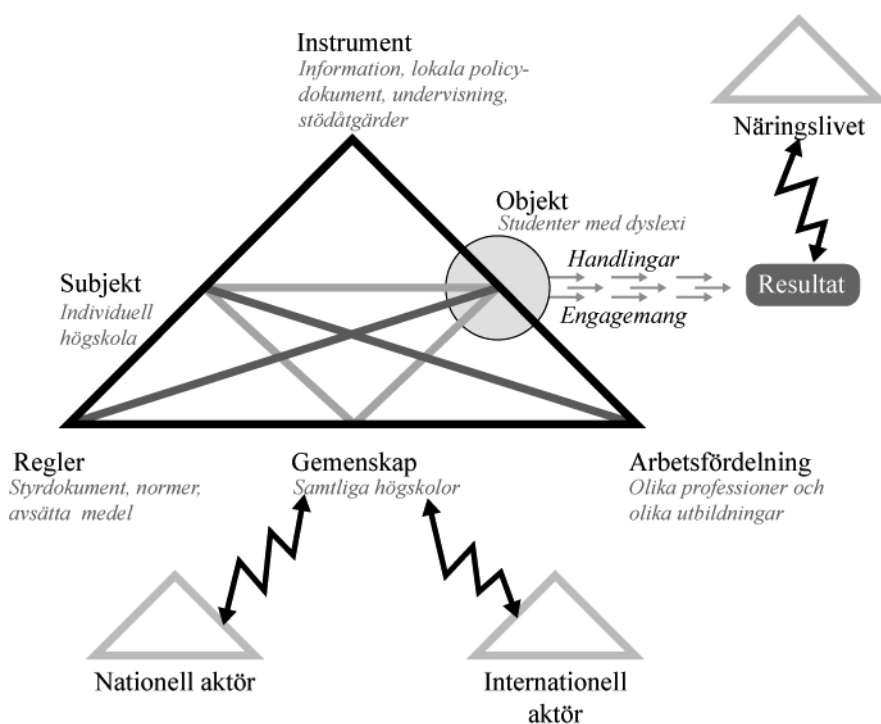 Instrument
Information, lokala policy-
dokument, undervisning,
stödåtgärder
Näringslivet
Objekt
Studenter med dyslexi
Handlingar
Engagemang
Resultat
Subjekt
Individuell
högskola
Regler
Styrdokument, normer,
avsätta medel
Gemenskap
Samtliga högskolor
Arbetsfördelning
Olika professioner och
olika utbildningar
Nationell aktör
Internationell
aktör